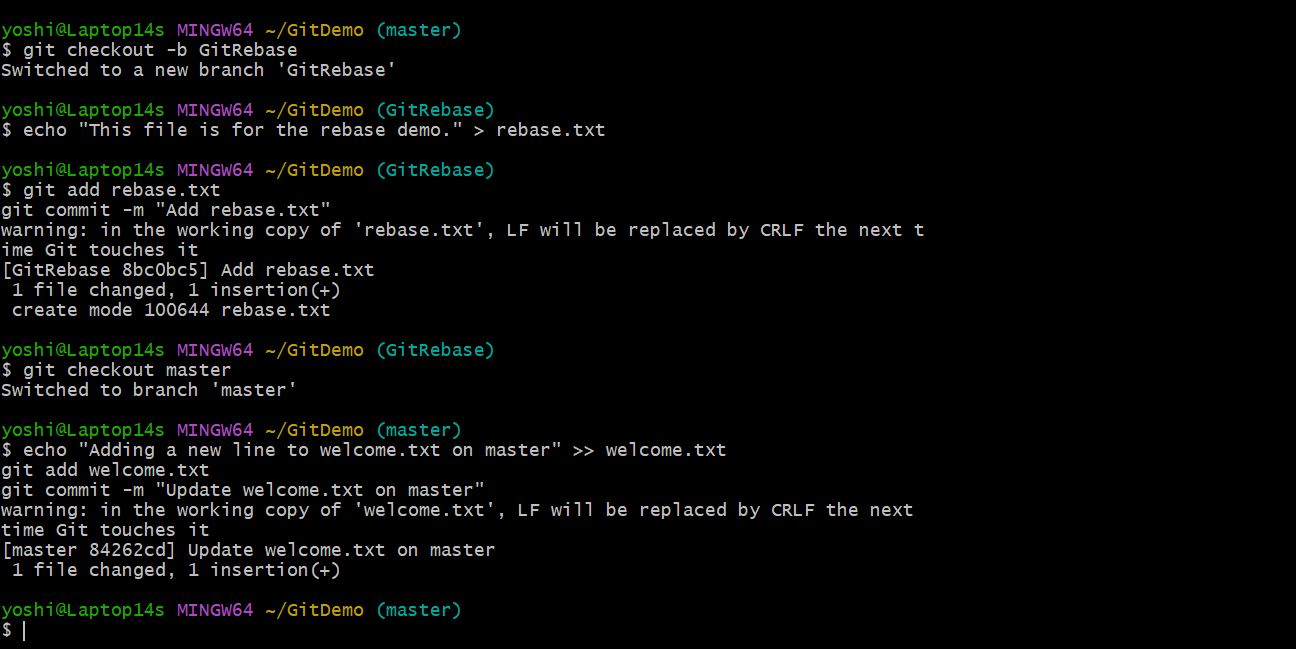 yoshi@Laptop14s MINGW64 ~/GitDemo (master)
$ git checkout -b GitRebase
Switched to a new branch 'GitRebase'
yoshi@Laptop14s MINGW64 ~/GitDemo (GitRebase)
$ echo "This file is for the rebase demo." > rebase.txt
yoshi@Laptop14s MINGW64 ~/GitDemo (GitRebase)
$ git add rebase.txt
git commit -m "Add rebase.txt"
warning: in the working copy of 'rebase.txt', LF will be replaced by CRLF the next t
ime Git touches it
[GitRebase 8bc0bc5] Add rebase.txt
 1 file changed, 1 insertion(+)
 create mode 100644 rebase.txt
yoshi@Laptop14s MINGW64 ~/GitDemo (GitRebase)
$ git checkout master
Switched to branch 'master'
yoshi@Laptop14s MINGW64 ~/GitDemo (master)
$ echo "Adding a new line to welcome.txt on master" >> welcome.txt
git add welcome.txt
git commit -m "Update welcome.txt on master"
warning: in the working copy of 'welcome.txt', LF will be replaced by CRLF the next
time Git touches it
[master 84262cd] Update welcome.txt on master
 1 file changed, 1 insertion(+)
yoshi@Laptop14s MINGW64 ~/GitDemo (master)
$